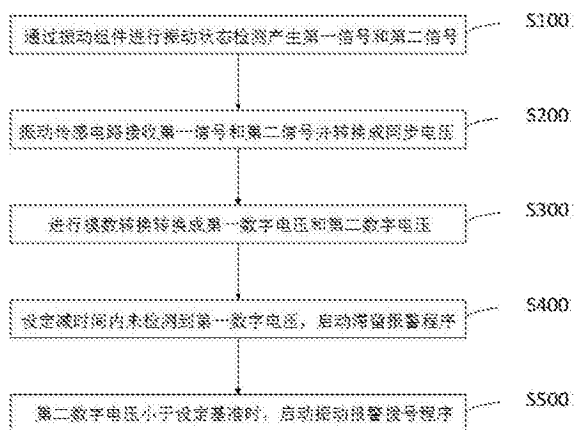 通过振动组件进行振动状态检测产生第一信号和第二信号
S100
振动传感电路接收第一信号和第二信号并转换成同步电压
S200
进行模数转换转换成第一数字电压和第二数字电压
S300
设定减时间内未检测到第一数字电压，启动滞留报警程序
S400
第二数字电压小于设定基准时，启动振动报警拨号程序
S500